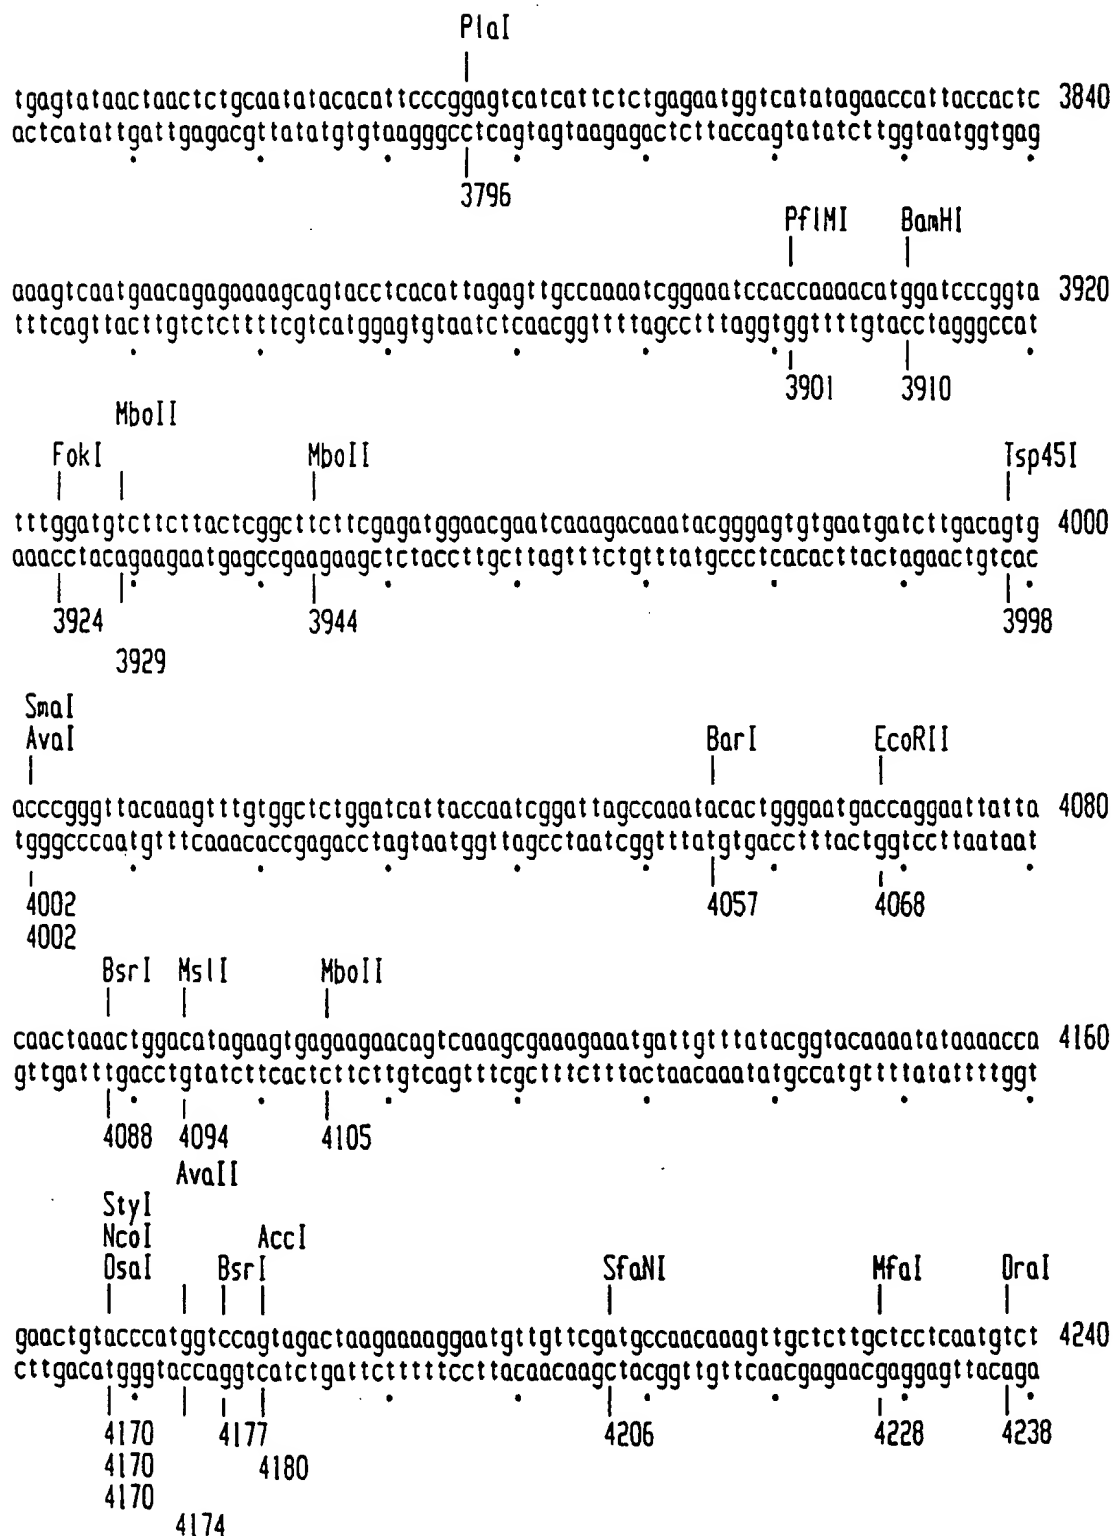 PlaI
tgagtataactaactctgcaatatacacattcccggagtcatcattctctgagaatggtcatatagaaccattaccactc 3840
actcatattgattgagacgttatatgtgtaagggcctcagtagtaagagactcttaccagtatatcttggtaatggtgag
3796
PflMI BamHI
aaagtcaatgaacagagaaaagcagtacctcacattagagttgccaaaatcggaaatccaccaaaacatggatcccggta 3920
tttcagttacttgtctcttttcgtcatggagtgtaatctcaacggttttagcctttaggtggttttgtacctagggccat
3901 3910
MboII
FokI MboII Tsp45I
tttggatgtcttcttactcggcttcttcgagatggaacgaatcaaagacaaatacgggagtgtgaatgatcttgacagtg 4000
aaacctacagaagaatgagccgaagaagctctaccttgcttagtttctgtttatgccctcacacttactagaactgtcac
3924 3944 3998
3929
SmaI
AvaI BarI EcoRII
acccgggttacaaagtttgtggctctggatcattaccaatcggattagccaaatacactgggaatgaccaggaattatta 4080
tgggcccaatgtttcaaacaccgagacctagtaatggttagcctaatcggtttatgtgacctttactggtccttaataat
4002 4057 4068
4002
BsrI MslI MboII
caactaaactggacatagaagtgagaagaacagtcaaagcgaaagaaatgattgtttatacggtacaaaatataaaacca 4160
gttgatttgacctgtatcttcactcttcttgtcagtttcgctttctttactaacaaatatgccatgttttatattttggt
4088 4094 4105
AvaII
StyI
NcoI AccI
DsaI BsrI SfaNI MfaI DraI
gaactgtacccatggtccagtagactaagaaaaggaatgttgttcgatgccaacaaagttgctcttgctcctcaatgtct 4240
cttgacatgggtaccaggtcatctgattctttttccttacaacaagctacggttgttcaacgagaacgaggagttacaga
4170 4177 4206 4228 4238
4170 4180
4170
4174